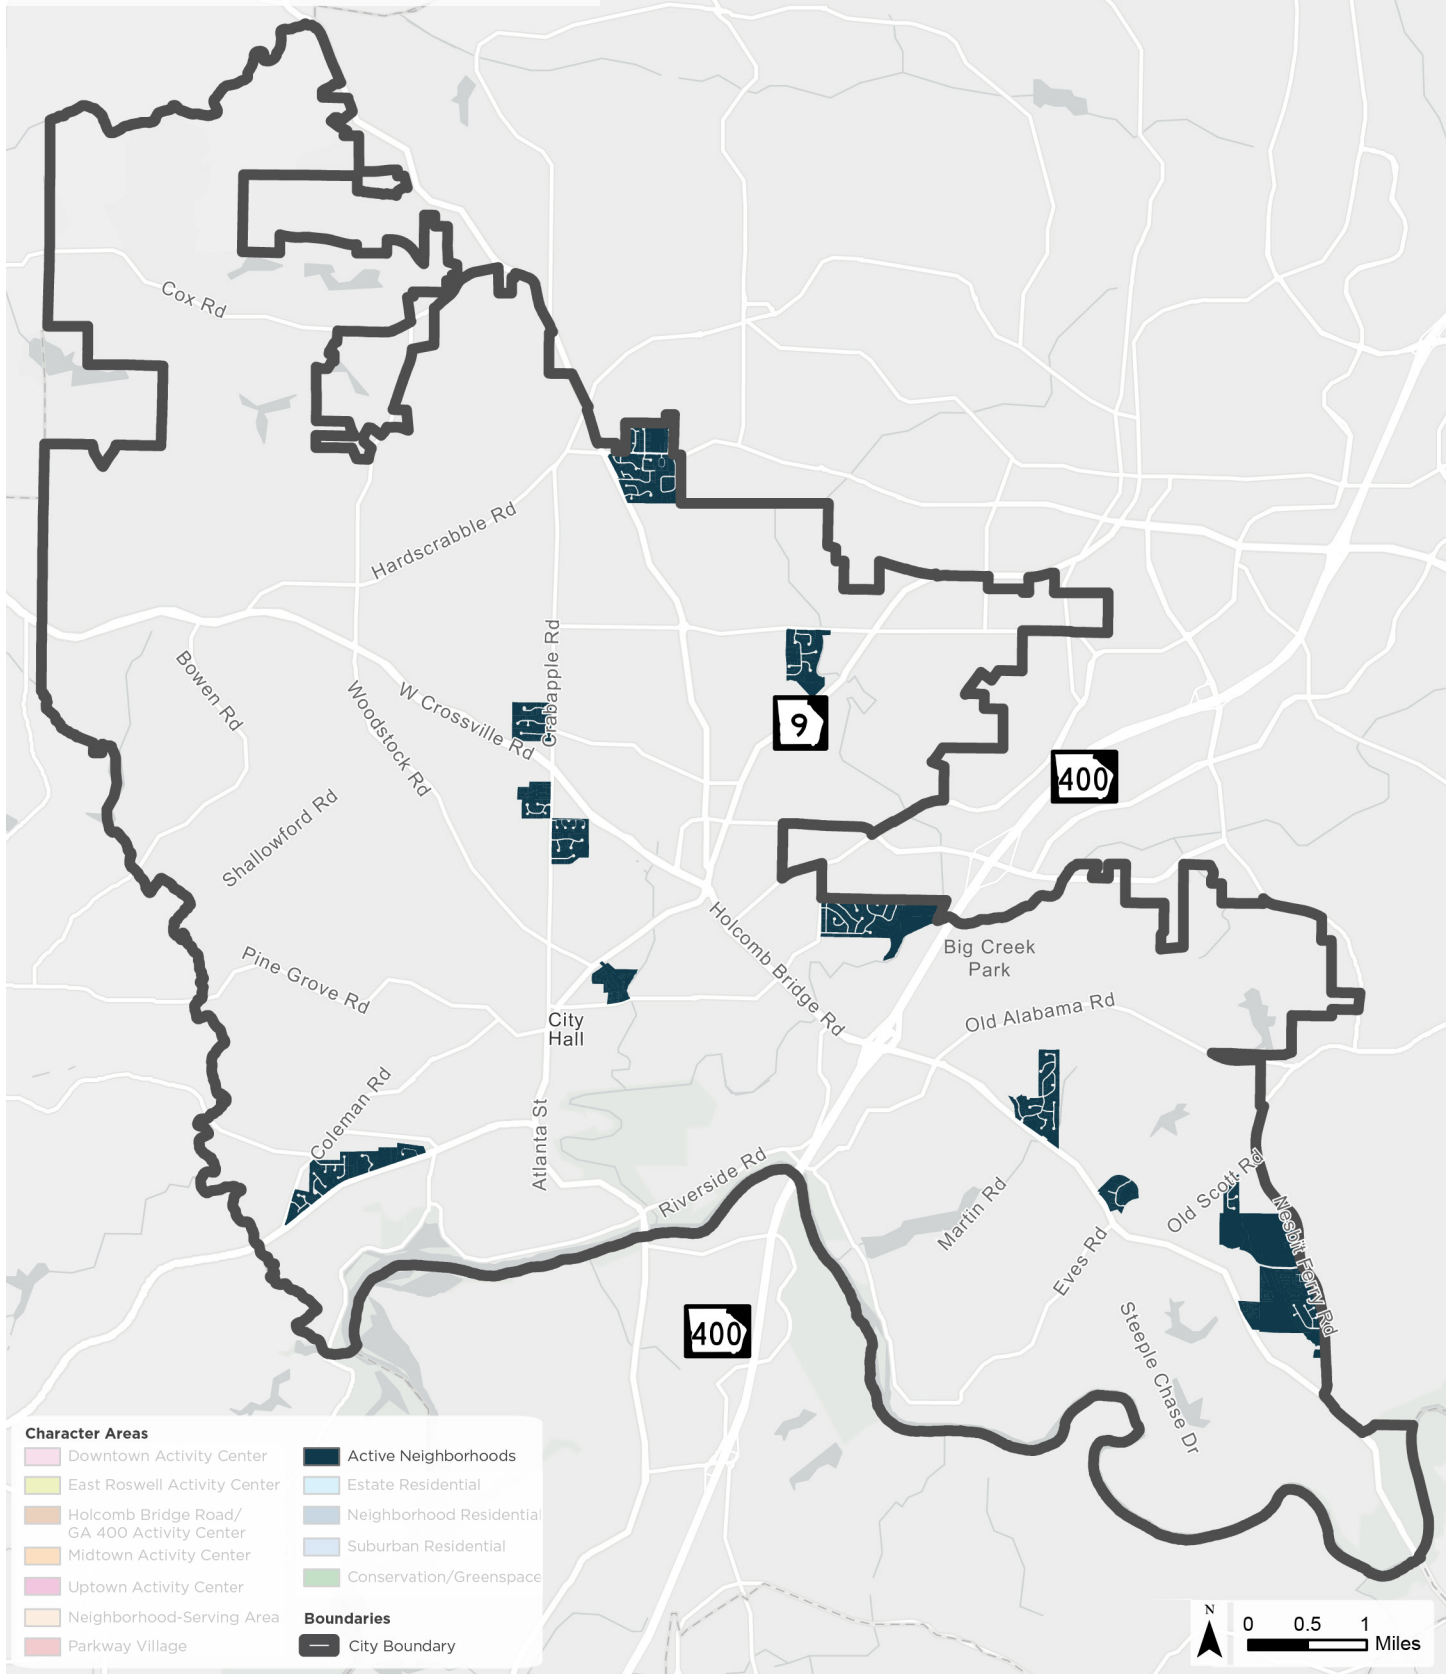 Cox Rd
Hardscrabble Rd
Crabapple Rd
Bowen Rd
Woodstock Rd
W Crossville Rd
9
400
Shallowford Rd
Holcomb Bridge Rd
Big Creek
Park
Pine Grove Rd
City
Hall
Old Alabama Rd
Coleman Rd
Atlanta St
Riverside Rd
Martin Rd
Old Scott Rd
Eves Rd
Nesbit Ferry Rd
400
Steeple Chase Dr
Character Areas
Downtown Activity Center
East Roswell Activity Center
Holcomb Bridge Road/
GA 400 Activity Center
Midtown Activity Center
Uptown Activity Center
Neighborhood-Serving Area
Parkway Village
Active Neighborhoods
Estate Residential
Neighborhood Residential
Suburban Residential
Conservation/Greenspace
Boundaries
City Boundary
N
0 0.5 1
Miles